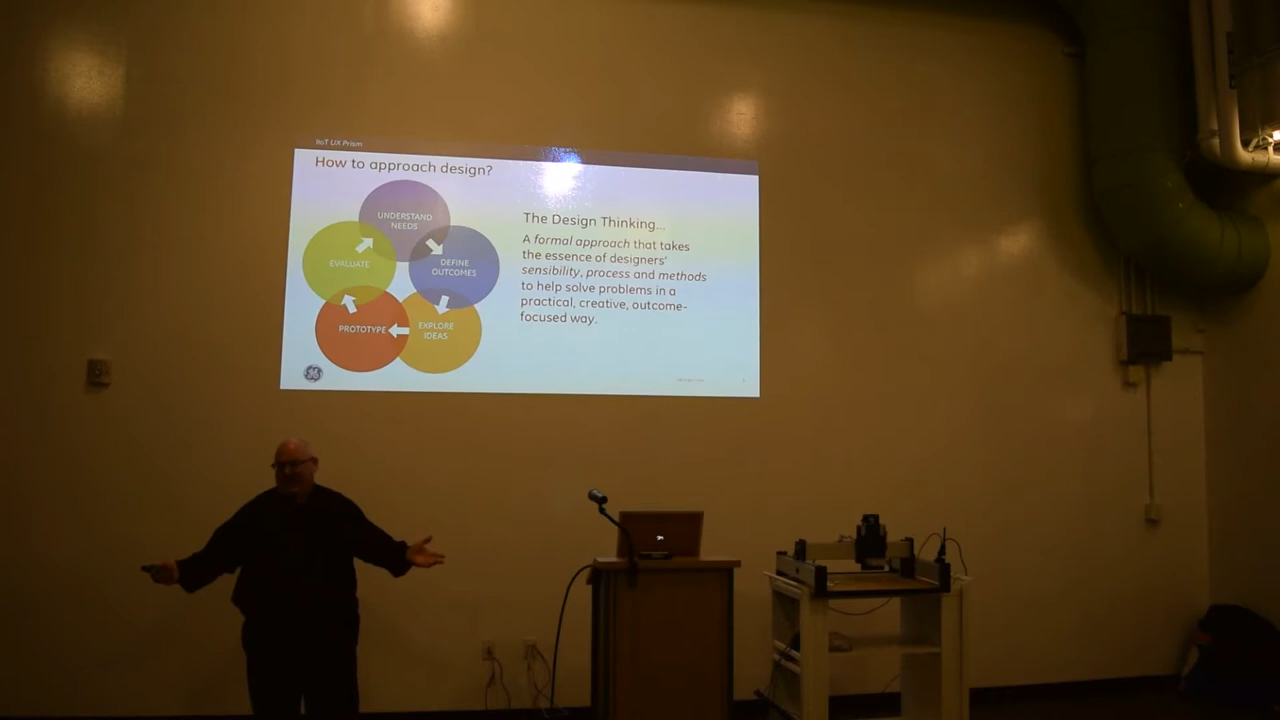 IIoT UX Prism
How to approach design?
UNDERSTAND
NEEDS
DEFINE
OUTCOMES
EXPLORE
IDEAS
PROTOTYPE
EVALUATE
The Design Thinking...
A formal approach that takes
the essence of designers'
sensibility, process and methods
to help solve problems in a
practical, creative, outcome-
focused way.
GE